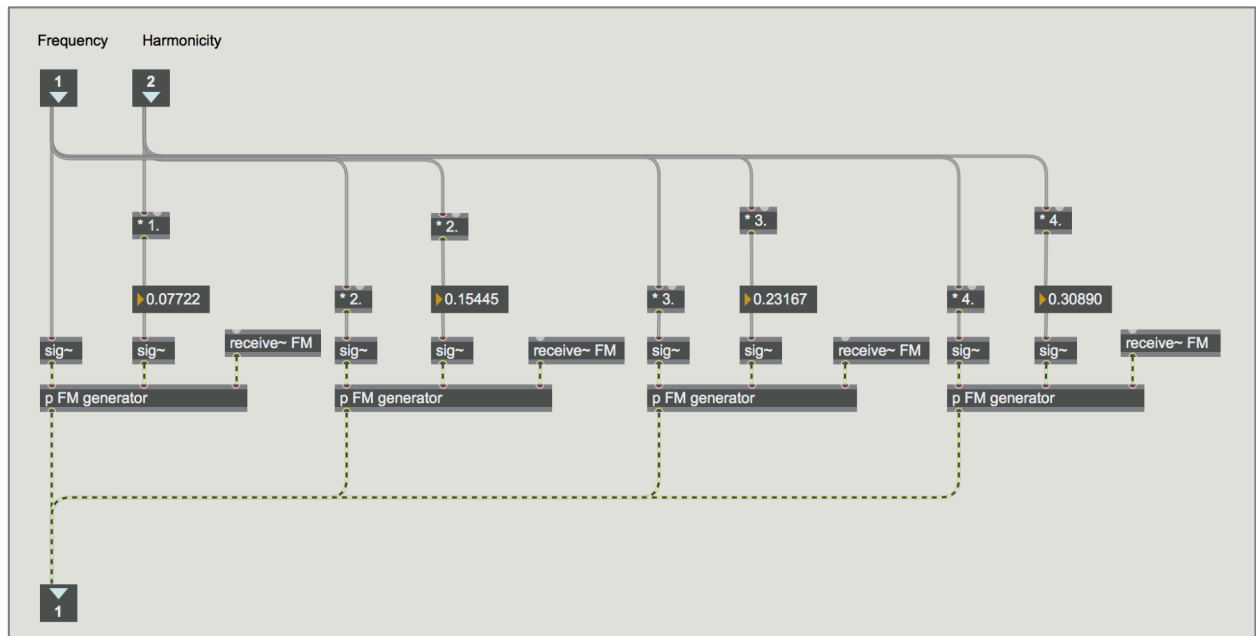 Frequency
Harmonicity
1
2
* 1.
* 2.
* 3.
* 4.
0.07722
* 2.
0.15445
* 3.
0.23167
* 4.
0.30890
sig~
sig~
receive~ FM
sig~
sig~
receive~ FM
sig~
sig~
receive~ FM
sig~
sig~
receive~ FM
p FM generator
p FM generator
p FM generator
p FM generator
1